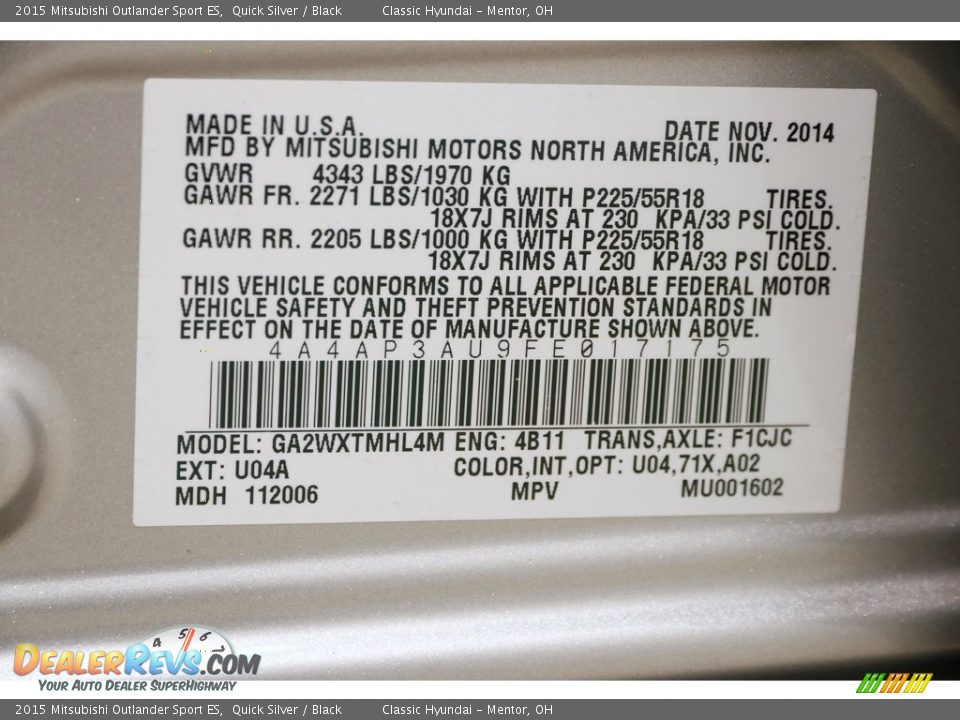 2015 Mitsubishi Outlander Sport ES, Quick Silver / Black Classic Hyundai - Mentor, OH
MADE IN U.S.A. DATE NOV. 2014
MFD BY MITSUBISHI MOTORS NORTH AMERICA, INC.
GVWR 4343 LBS/1970 KG
GAWR FR. 2271 LBS/1030 KG WITH P225/55R18 TIRES.
18X7J RIMS AT 230 KPA/33 PSI COLD.
GAWR RR. 2205 LBS/1000 KG WITH P225/55R18 TIRES.
18X7J RIMS AT 230 KPA/33 PSI COLD.
THIS VEHICLE CONFORMS TO ALL APPLICABLE FEDERAL MOTOR
VEHICLE SAFETY AND THEFT PREVENTION STANDARDS IN
EFFECT ON THE DATE OF MANUFACTURE SHOWN ABOVE.
4A4AP3AU9FE017175
MODEL: GA2WXTMHL4M ENG: 4B11 TRANS,AXLE: F1CJC
EXT: U04A COLOR,INT,OPT: U04,71X,A02
MDH 112006 MPV MU001602
4 5 6
DEALERREVS.COM
YOUR AUTO DEALER SUPERHIGHWAY
2015 Mitsubishi Outlander Sport ES, Quick Silver / Black Classic Hyundai - Mentor, OH